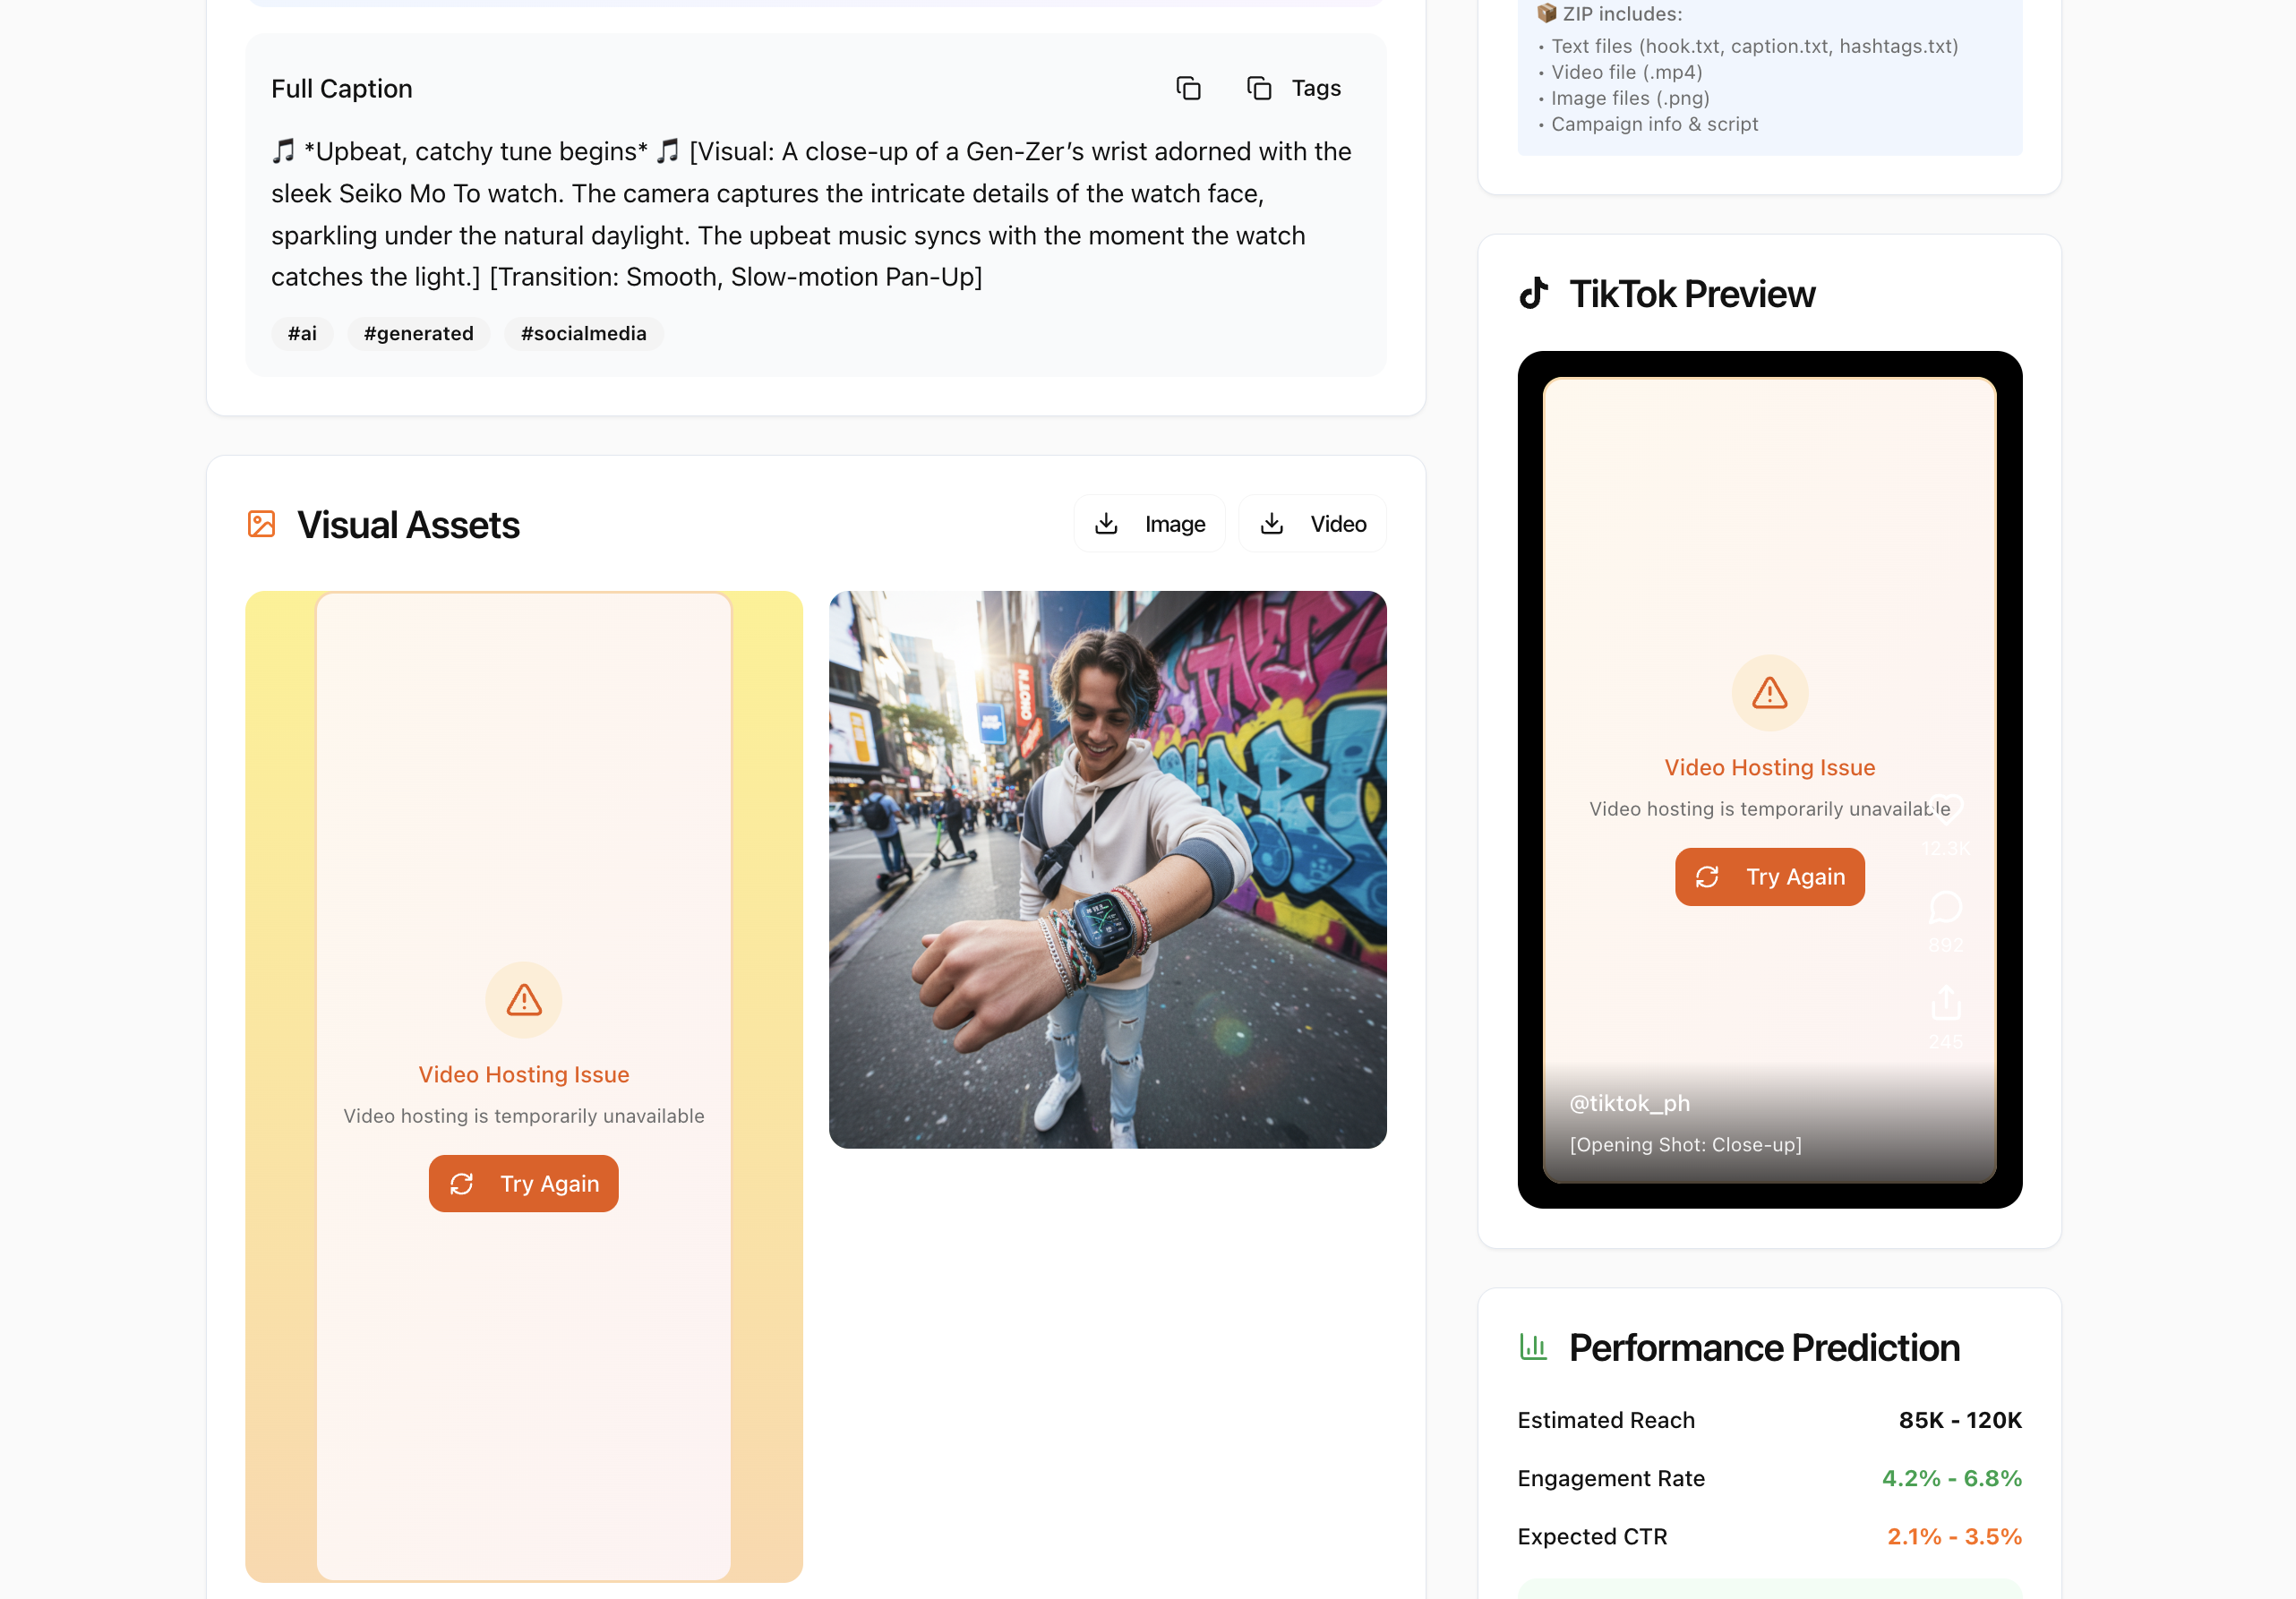 Full Caption
Tags
🎵 *Upbeat, catchy tune begins* 🎵 [Visual: A close-up of a Gen-Zer’s wrist adorned with the
sleek Seiko Mo To watch. The camera captures the intricate details of the watch face,
sparkling under the natural daylight. The upbeat music syncs with the moment the watch
catches the light.] [Transition: Smooth, Slow-motion Pan-Up]
#ai #generated #socialmedia
Visual Assets
Image
Video
Video Hosting Issue
Video hosting is temporarily unavailable
Try Again
📦 ZIP includes:
• Text files (hook.txt, caption.txt, hashtags.txt)
• Video file (.mp4)
• Image files (.png)
• Campaign info & script
TikTok Preview
Video Hosting Issue
Video hosting is temporarily unavailable
Try Again
12.3K
892
245
@tiktok_ph
[Opening Shot: Close-up]
Performance Prediction
Estimated Reach 85K - 120K
Engagement Rate 4.2% - 6.8%
Expected CTR 2.1% - 3.5%